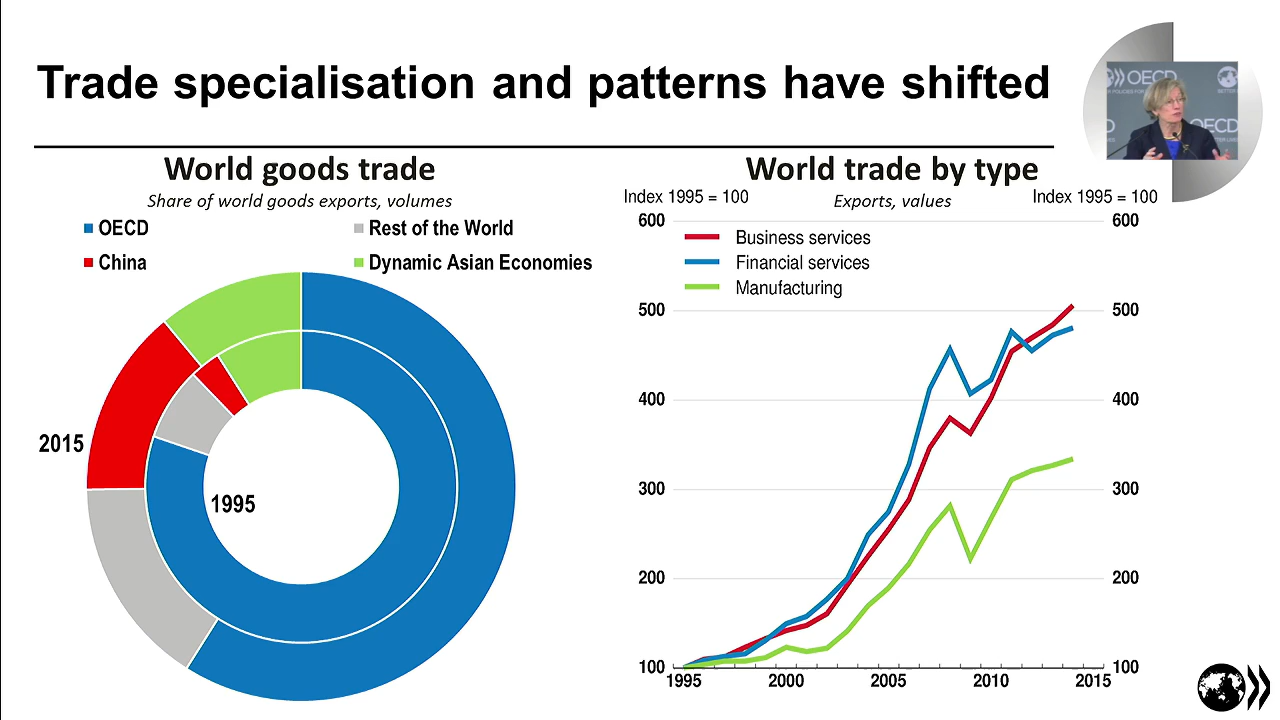 Trade specialisation and patterns have shifted
OECD
OECD
World goods trade
Share of world goods exports, volumes
OECD
Rest of the World
China
Dynamic Asian Economies
2015
1995
World trade by type
Index 1995 = 100
Exports, values
Index 1995 = 100
Business services
Financial services
Manufacturing
600
600
500
500
400
400
300
300
200
200
100
100
1995
2000
2005
2010
2015